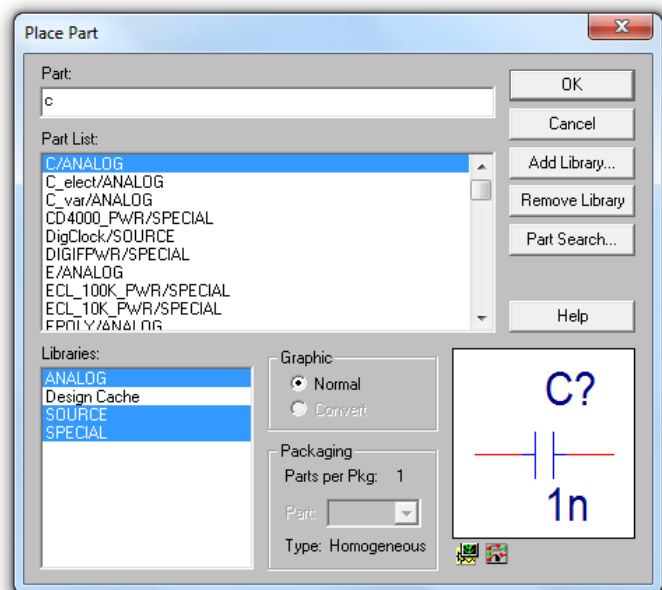 Place Part
Part:
c
OK
Cancel
Part List:
C/ANALOG
C_elect/ANALOG
C_var/ANALOG
CD4000_PWR/SPECIAL
DigClock/SOURCE
DIGIFPWR/SPECIAL
E/ANALOG
ECL_100K_PWR/SPECIAL
ECL_10K_PWR/SPECIAL
EPOLY/ANALOG
Add Library...
Remove Library
Part Search...
Help
Libraries:
ANALOG
Design Cache
SOURCE
SPECIAL
Graphic
Normal
Convert
Packaging
Parts per Pkg: 1
Part:
Type: Homogeneous
C?
1n